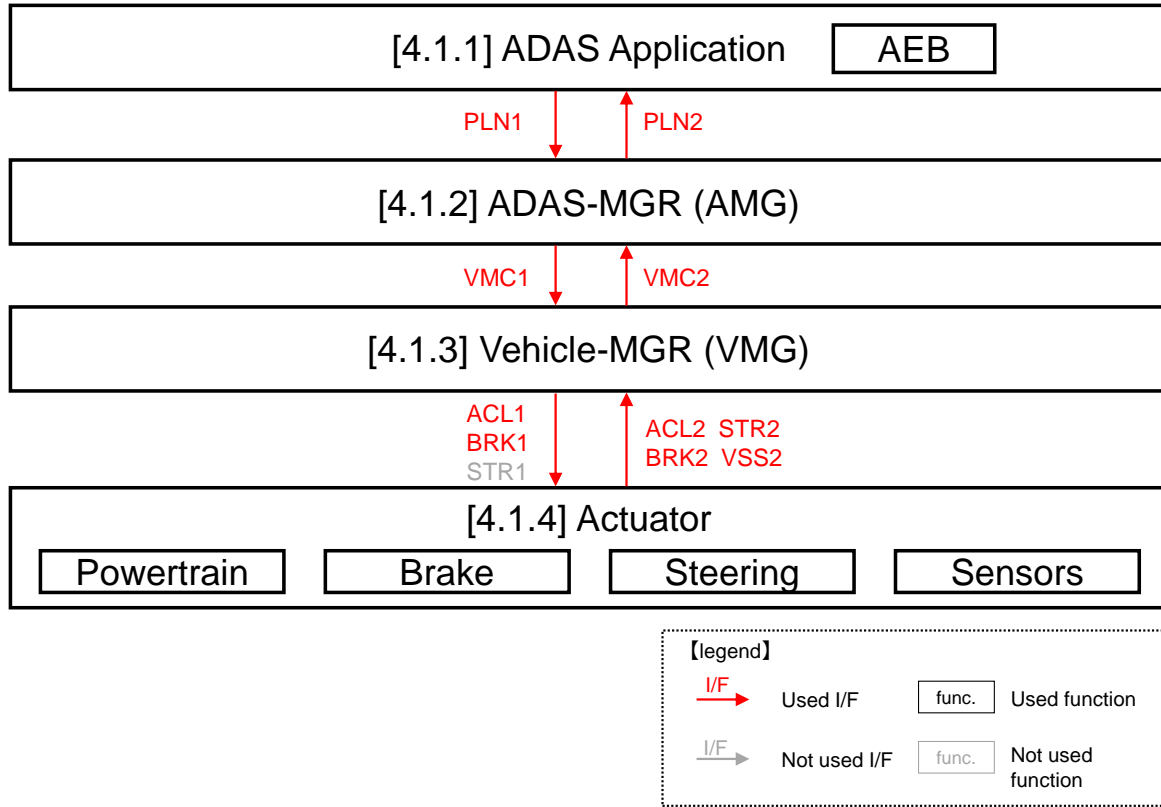 [4.1.1] ADAS Application
AEB
PLN1
PLN2
[4.1.2] ADAS-MGR (AMG)
VMC1
VMC2
[4.1.3] Vehicle-MGR (VMG)
ACL1
BRK1
STR1
ACL2 STR2
BRK2 VSS2
[4.1.4] Actuator
Powertrain
Brake
Steering
Sensors
【legend】
I/F
Used I/F
func.
Used function
I/F
Not used I/F
func.
Not used
function